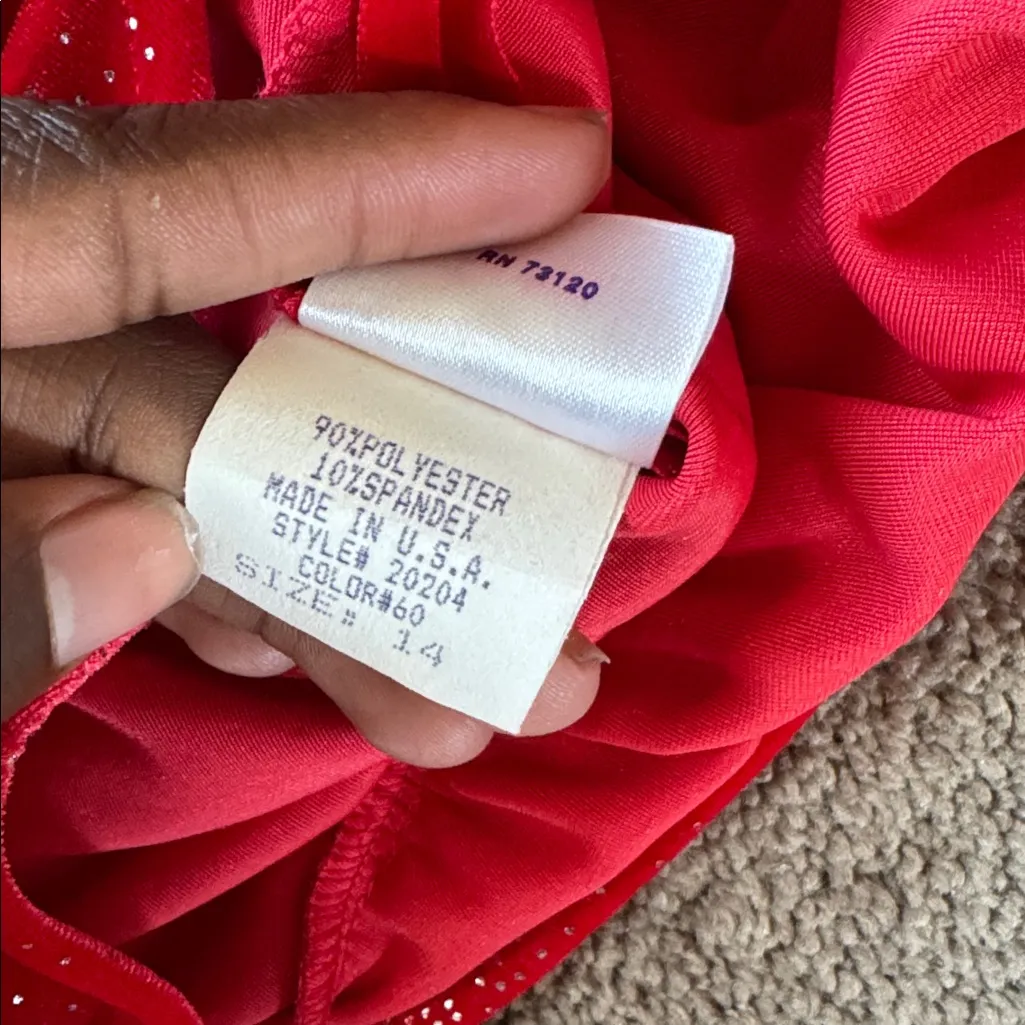 RN 73120
90%POLYESTER
10%SPANDEX
MADE IN U.S.A.
STYLE# 20204
COLOR#60
SIZE: 14